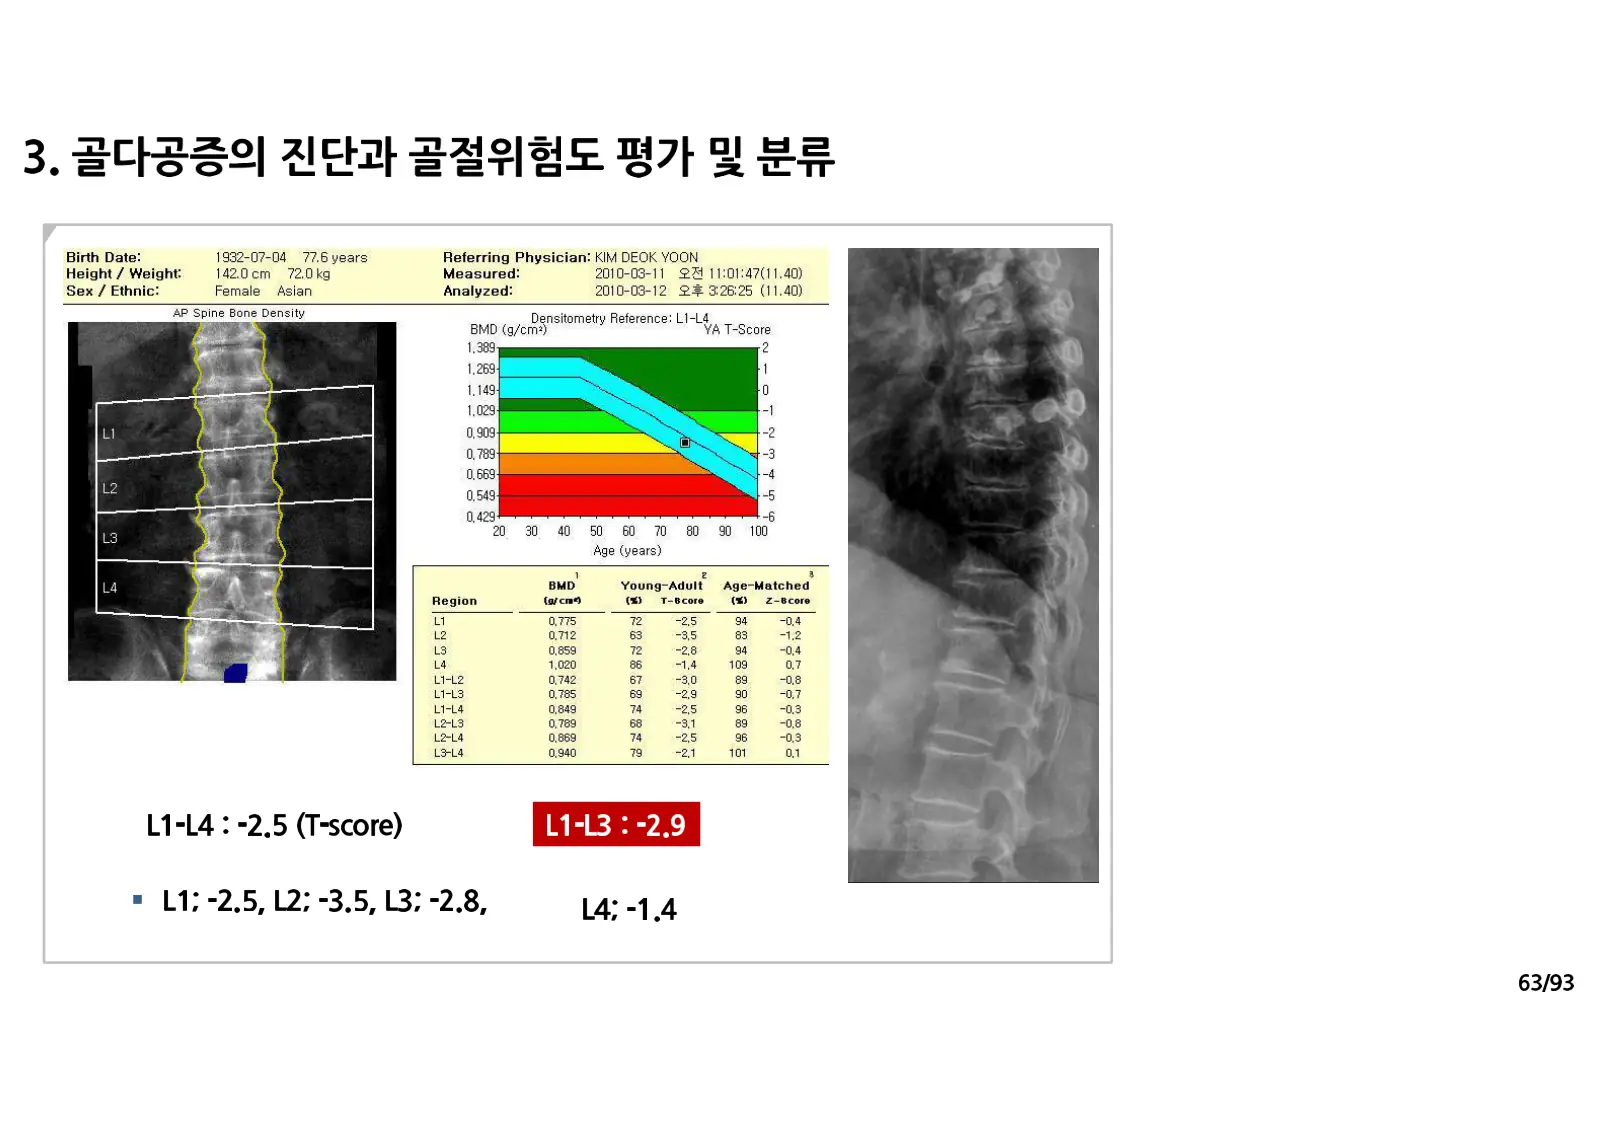 3. 골다공증의 진단과 골절위험도 평가 및 분류
Birth Date: 1932-07-04 77.6 years Referring Physician: KIM DEOK YOON
Height / Weight: 142.0 cm 72.0 kg Measured: 2010-03-11 오전 11:01:47(11.40)
Sex / Ethnic: Female Asian Analyzed: 2010-03-12 오후 3:26:25 (11.40)
AP Spine Bone Density
L1
L2
L3
L4
Densitometry Reference: L1-L4
BMD (g/cm²) YA T-Score
1,389 2
1,269 1
1,149 0
1,029 -1
0,909 -2
0,789 -3
0,669 -4
0,549 -5
0,429 -6
20 30 40 50 60 70 80 90 100
Age (years)
BMD 1 Young-Adult 2 Age-Matched 3
Region (g/cm²) (%) T-Score (%) Z-Score
L1 0,775 72 -2,5 94 -0,4
L2 0,712 63 -3,5 83 -1,2
L3 0,859 72 -2,8 94 -0,4
L4 1,020 86 -1,4 109 0,7
L1-L2 0,742 67 -3,0 89 -0,8
L1-L3 0,785 69 -2,9 90 -0,7
L1-L4 0,849 74 -2,5 96 -0,3
L2-L3 0,789 68 -3,1 89 -0,8
L2-L4 0,869 74 -2,5 96 -0,3
L3-L4 0,940 79 -2,1 101 0,1
L1-L4 : -2.5 (T-score) L1-L3 : -2.9
▪ L1; -2.5, L2; -3.5, L3; -2.8, L4; -1.4
63/93